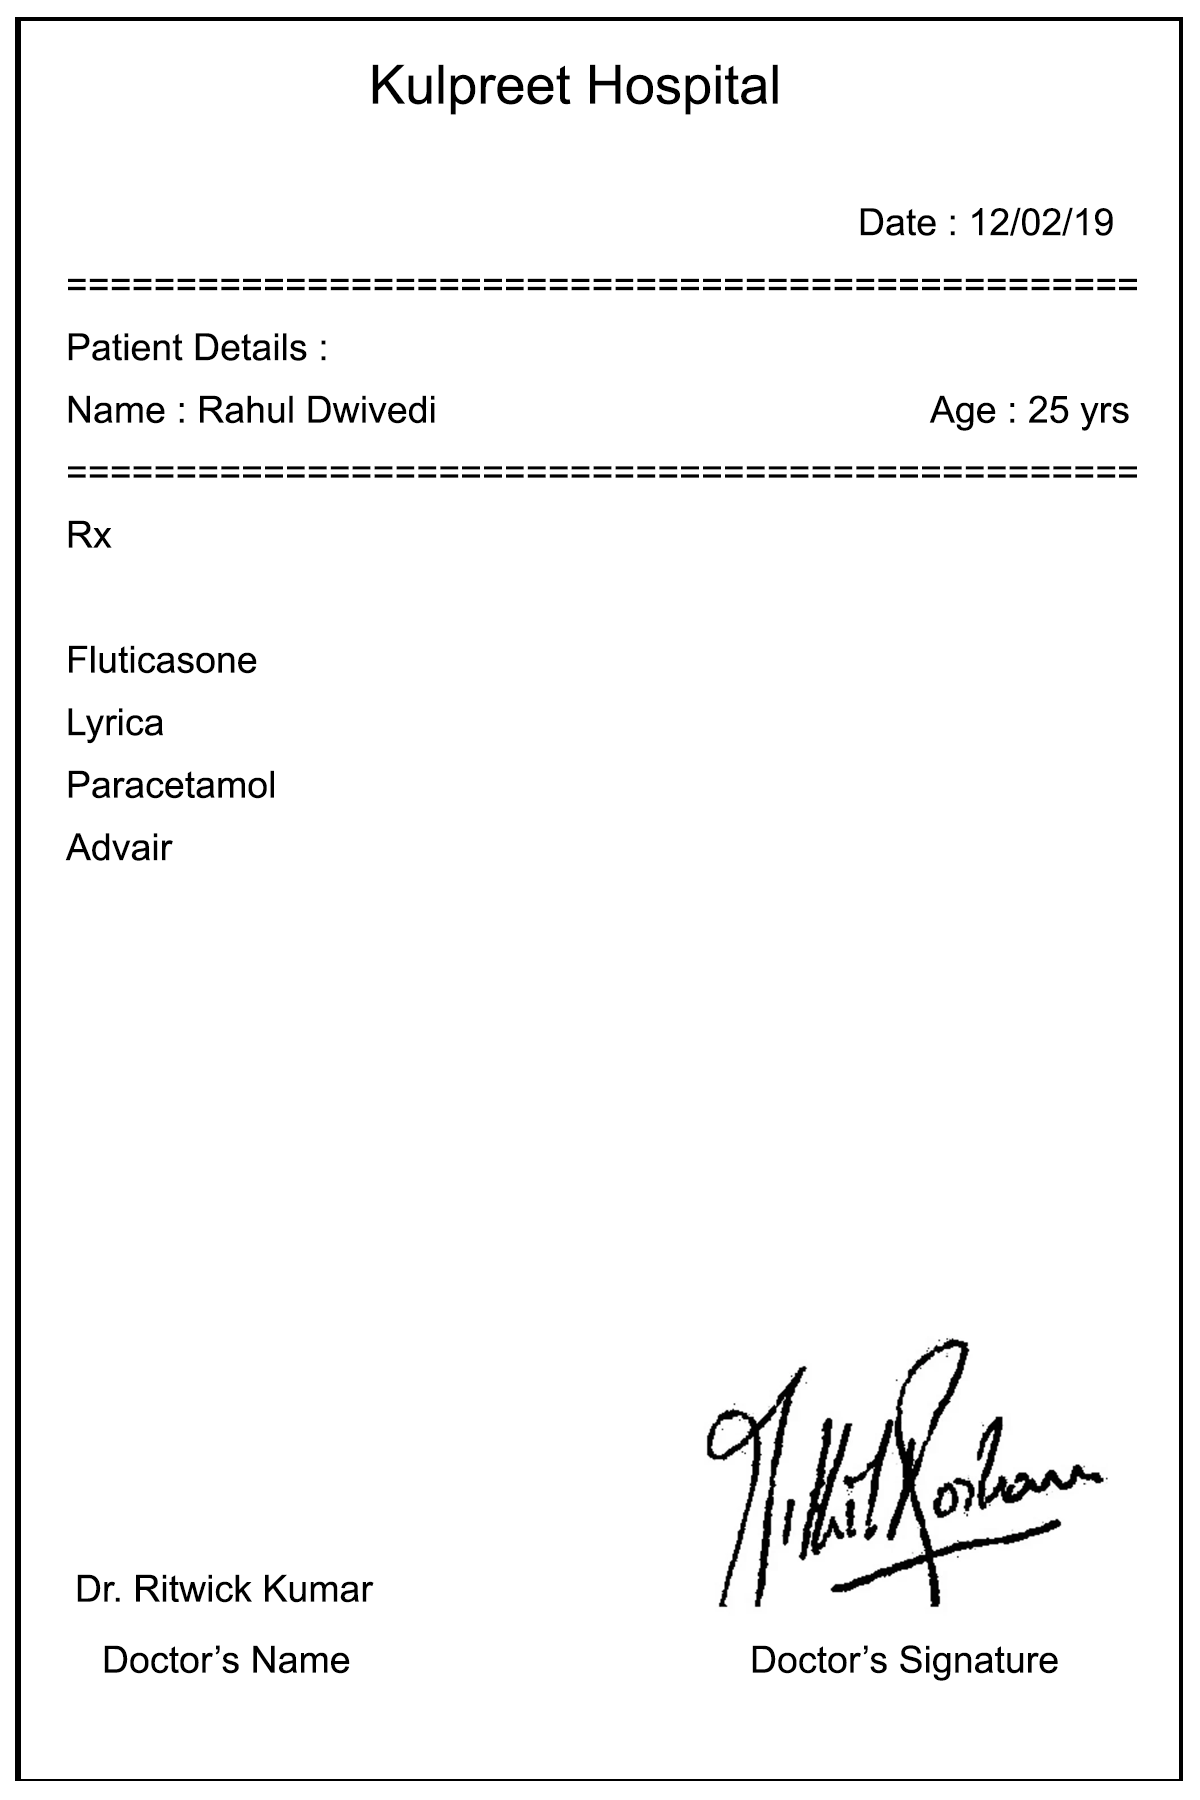 Kulpreet Hospital
Date : 12/02/19
=================================================
Patient Details :
Name : Rahul Dwivedi Age : 25 yrs
=================================================
Rx
Fluticasone
Lyrica
Paracetamol
Advair
Nikhil Roshan
Dr. Ritwick Kumar
Doctor’s Name Doctor’s Signature